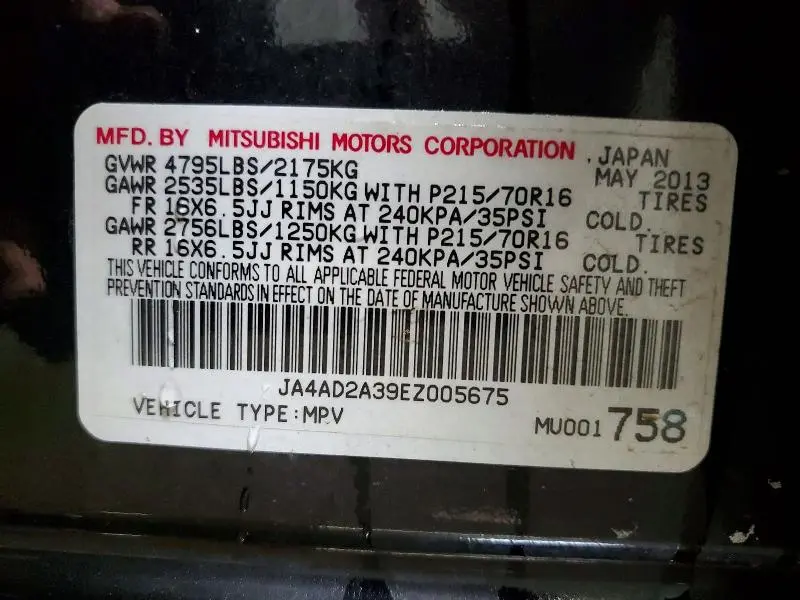 MFD. BY MITSUBISHI MOTORS CORPORATION . JAPAN
GVWR 4795LBS/2175KG MAY 2013
GAWR 2535LBS/1150KG WITH P215/70R16 TIRES
FR 16X6.5JJ RIMS AT 240KPA/35PSI COLD.
GAWR 2756LBS/1250KG WITH P215/70R16 TIRES
RR 16X6.5JJ RIMS AT 240KPA/35PSI COLD.
THIS VEHICLE CONFORMS TO ALL APPLICABLE FEDERAL MOTOR VEHICLE SAFETY AND THEFT
PREVENTION STANDARDS IN EFFECT ON THE DATE OF MANUFACTURE SHOWN ABOVE.
JA4AD2A39EZ005675
VEHICLE TYPE:MPV MU001758